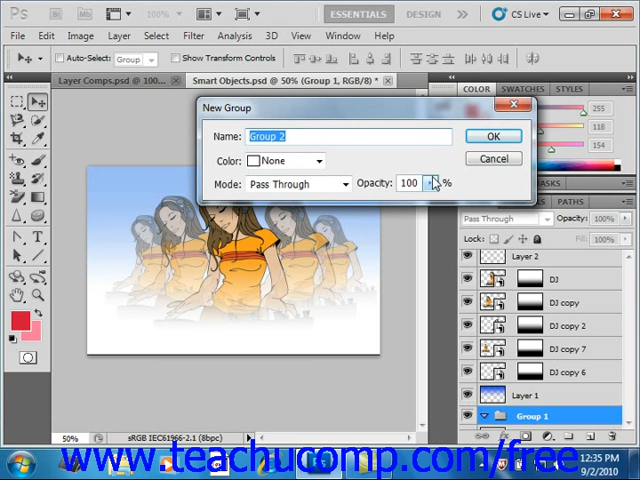 Ps
150%
ESSENTIALS
DESIGN
CS Live
File Edit Image Layer Select Filter Analysis 3D View Window Help
Auto-Select: Group Show Transform Controls
Layer Comps.psd @ 100...
Smart Objects.psd @ 50% (Group 1, RGB/8) *
COLOR SWATCHES STYLES
255
118
154
New Group
Name: Group 2
OK
Color: None
Cancel
Mode: Pass Through Opacity: 100 %
MASKS
PATHS
Pass Through Opacity: 100%
Lock: Fill: 100%
Layer 2
DJ
DJ copy
DJ copy 2
DJ copy 7
DJ copy 6
Layer 1
Group 1
50% sRGB IEC61966-2.1 (8bpc)
www.teachucomp.com/free
12:35 PM
9/2/2010